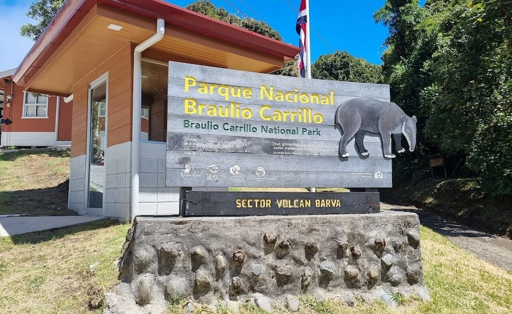 Parque Nacional
Braulio Carrillo
Braulio Carrillo National Park
SECTOR VOLCAN BARVA